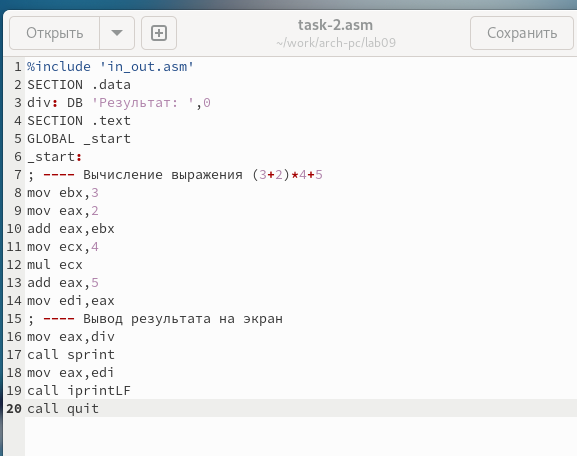 Открыть
task-2.asm
~/work/arch-pc/lab09
Сохранить
1 %include 'in_out.asm'
2 SECTION .data
3 div: DB 'Результат: ',0
4 SECTION .text
5 GLOBAL _start
6 _start:
7 ; ---- Вычисление выражения (3+2)*4+5
8 mov ebx,3
9 mov eax,2
10 add eax,ebx
11 mov ecx,4
12 mul ecx
13 add eax,5
14 mov edi,eax
15 ; ---- Вывод результата на экран
16 mov eax,div
17 call sprint
18 mov eax,edi
19 call iprintLF
20 call quit